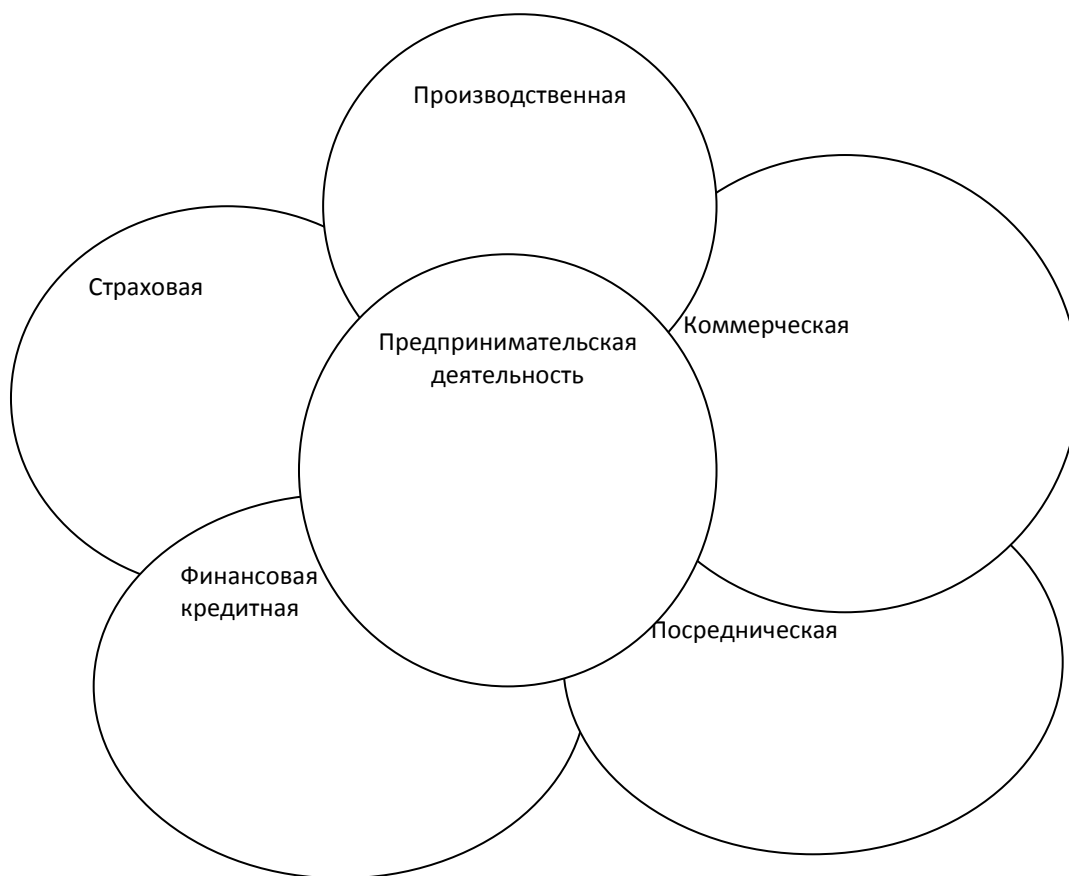 Производственная
Страховая
Коммерческая
Предпринимательская
деятельность
Финансовая
кредитная
Посредническая